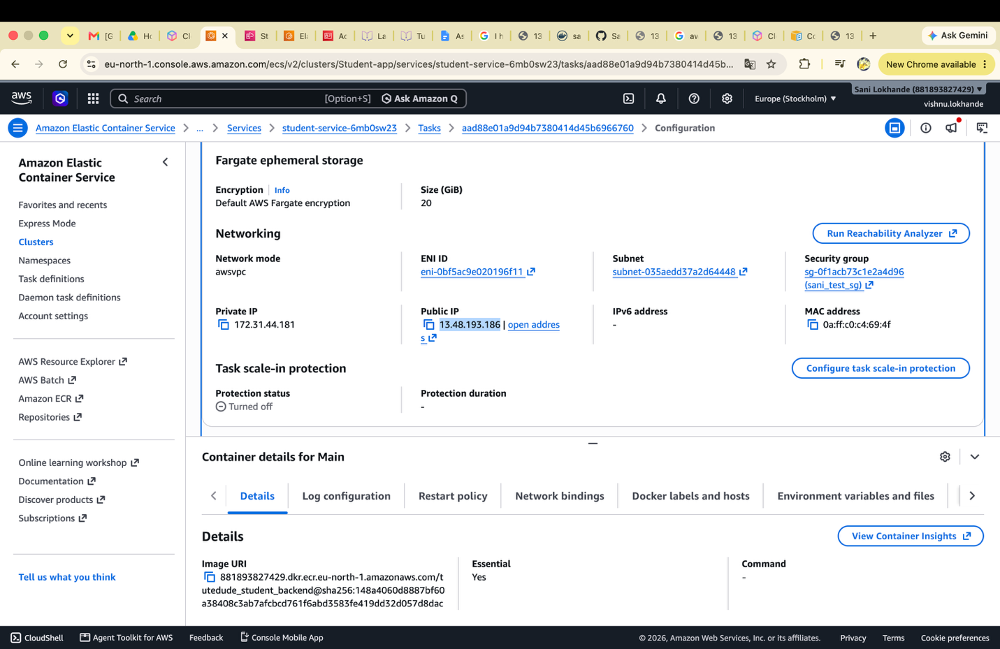 [G
Hc
Cl
St
Ela
Ac
La
Tu
As
I h
13
sa
Sa
13
av
13
Cl
Cc
13
Ask Gemini
eu-north-1.console.aws.amazon.com/ecs/v2/clusters/Student-app/services/student-service-6mb0sw23/tasks/aad88e01a9d94b7380414d45b...
New Chrome available
aws
Search
[Option+S]
Ask Amazon Q
Europe (Stockholm)
Sani Lokhande (881893827429)
vishnu.lokhande
Amazon Elastic Container Service
...
Services
student-service-6mb0sw23
Tasks
aad88e01a9d94b7380414d45b6966760
Configuration
Amazon Elastic
Container Service
Favorites and recents
Express Mode
Clusters
Namespaces
Task definitions
Daemon task definitions
Account settings
AWS Resource Explorer
AWS Batch
Amazon ECR
Repositories
Online learning workshop
Documentation
Discover products
Subscriptions
Tell us what you think
Fargate ephemeral storage
Encryption Info
Default AWS Fargate encryption
Size (GiB)
20
Networking
Run Reachability Analyzer
Network mode
awsvpc
ENI ID
eni-0bf5ac9e020196f11
Subnet
subnet-035aedd37a2d64448
Security group
sg-0f1acb73c1e2a4d96
(sani_test_sg)
Private IP
172.31.44.181
Public IP
13.48.193.186 | open addres
s
IPv6 address
-
MAC address
0a:ff:c0:c4:69:4f
Task scale-in protection
Configure task scale-in protection
Protection status
Turned off
Protection duration
-
Container details for Main
Details
Log configuration
Restart policy
Network bindings
Docker labels and hosts
Environment variables and files
Details
View Container Insights
Image URI
881893827429.dkr.ecr.eu-north-1.amazonaws.com/t
utedude_student_backend@sha256:148a4060d8887bf60
a38408c3ab7afcbcd761f6abd3583fe419dd32d057d8dac
Essential
Yes
Command
-
CloudShell
Agent Toolkit for AWS
Feedback
Console Mobile App
© 2026, Amazon Web Services, Inc. or its affiliates.
Privacy
Terms
Cookie preferences